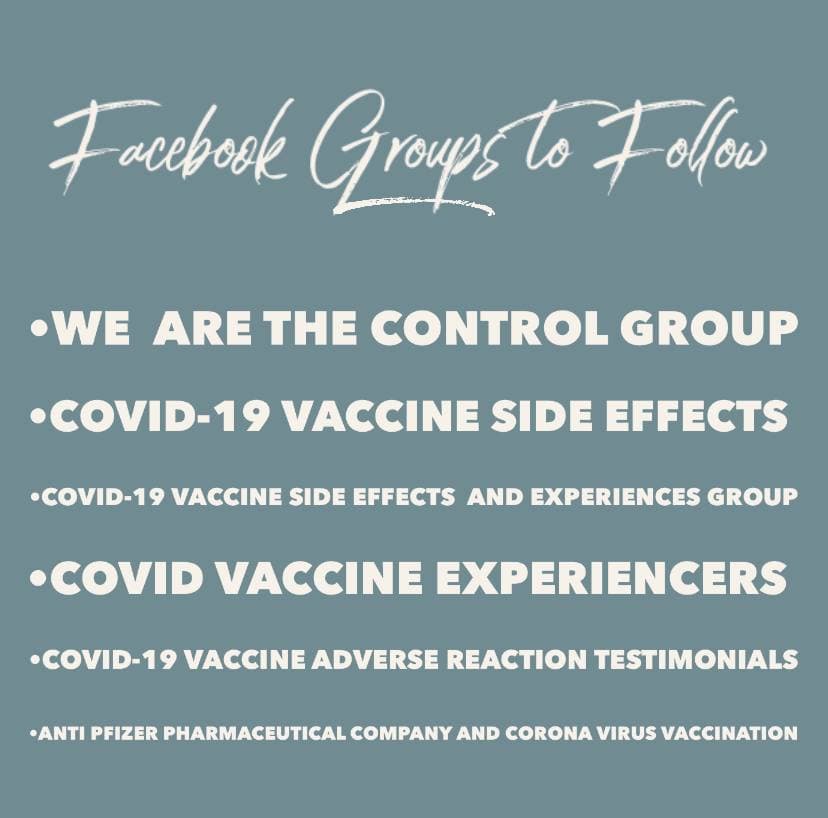 Facebook Groups to Follow
•WE ARE THE CONTROL GROUP
•COVID-19 VACCINE SIDE EFFECTS
•COVID-19 VACCINE SIDE EFFECTS AND EXPERIENCES GROUP
•COVID VACCINE EXPERIENCERS
•COVID-19 VACCINE ADVERSE REACTION TESTIMONIALS
•ANTI PFIZER PHARMACEUTICAL COMPANY AND CORONA VIRUS VACCINATION